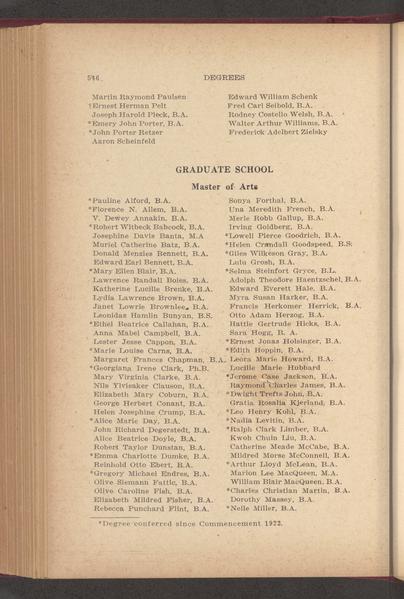 546 DEGREES
Martin Raymond Paulsen
†Ernest Herman Pelt
Joseph Harold Pleck, B.A.
*Emery John Porter, B.A.
*John Porter Retzer
Aaron Scheinfeld
Edward William Schenk
Fred Carl Seibold, B.A.
Rodney Costello Welsh, B.A.
Walter Arthur Williams, B.A.
Frederick Adelbert Zielsky
GRADUATE SCHOOL
Master of Arts
*Pauline Alford, B.A.
*Florence N. Allem, B.A.
V. Dewey Annakin, B.A.
*Robert Witbeck Babcock, B.A.
Josephine Davis Banta, M.A
Muriel Catherine Batz, B.A.
Donald Menzies Bennett, B.A.
Edward Earl Bennett, B.A.
*Mary Ellen Blair, B.A.
Lawrence Randall Boies, B.A.
Katherine Lucille Brenke, B.A.
Lydia Lawrence Brown, B.A.
Janet Lowrie Brownlee, B.A.
Leonidas Hamlin Bunyan, B.S.
*Ethel Beatrice Callahan, B.A.
Anna Mabel Campbell, B.A.
Lester Jesse Cappon, B.A.
*Marie Louise Carns, B.A.
Margaret Frances Chapman, B.A.
*Georgiana Irene Clark, Ph.B.
Mary Virginia Clarke, B.A.
Nils Ylvisaker Clauson, B.A.
Elizabeth Mary Coburn, B.A.
George Herbert Conant, B.A.
Helen Josephine Crump, B.A.
*Alice Marie Day, B.A.
John Richard Degerstedt, B.A.
Alice Beatrice Doyle, B.A.
Robert Taylor Dunstan, B.A.
*Emma Charlotte Dumke, B.A.
Reinhold Otto Ebert, B.A.
*Gregory Michael Endres, B.A.
Olive Siemann Fattic, B.A.
Olive Caroline Fish, B.A.
Elizabeth Mildred Fisher, B.A.
Rebecca Punchard Flint, B.A.
Sonya Forthal, B.A.
Una Meredith French, B.A.
Merle Robb Gallup, B.A.
Irving Goldberg, B.A.
*Lowell Pierce Goodrich, B.A.
*Helen Crandall Goodspeed, B.S.
*Giles Wilkeson Gray, B.A.
Lulu Grosh, B.A.
*Selma Steinfort Gryce, B.L.
Adolph Theodore Haentzschel, B.A.
Edward Everett Hale, B.A.
Myra Susan Harker, B.A.
Francis Herkomer Herrick, B.A.
Otto Adam Herzog, B.A.
Hattie Gertrude Hicks, B.A.
Sara Hogg, B. A.
*Ernest Jonas Holsinger, B.A.
*Edith Hoppin, B.A.
Leora Marie Howard, B.A.
Lucille Marie Hubbard
*Jerome Case Jackson, B.A.
Raymond Charles James, B.A.
*Dwight Trefts John, B.A.
Gratia Rosalia Kjerland, B.A.
*Leo Henry Kohl, B.A.
*Nadia Levitin, B.A.
*Ralph Clark Limber, B.A.
Kwoh Chuin Liu, B.A.
Catherine Meade McCabe, B.A.
Mildred Morse McConnell, B.A.
*Arthur Lloyd McLean, B.A.
Marion Lee MacQueen, M.A.
William Blair MacQueen, B.A.
*Charles Christian Martin, B.A.
Dorothy Massey, B.A.
*Nelle Miller, B.A.
*Degree conferred since Commencement 1922.